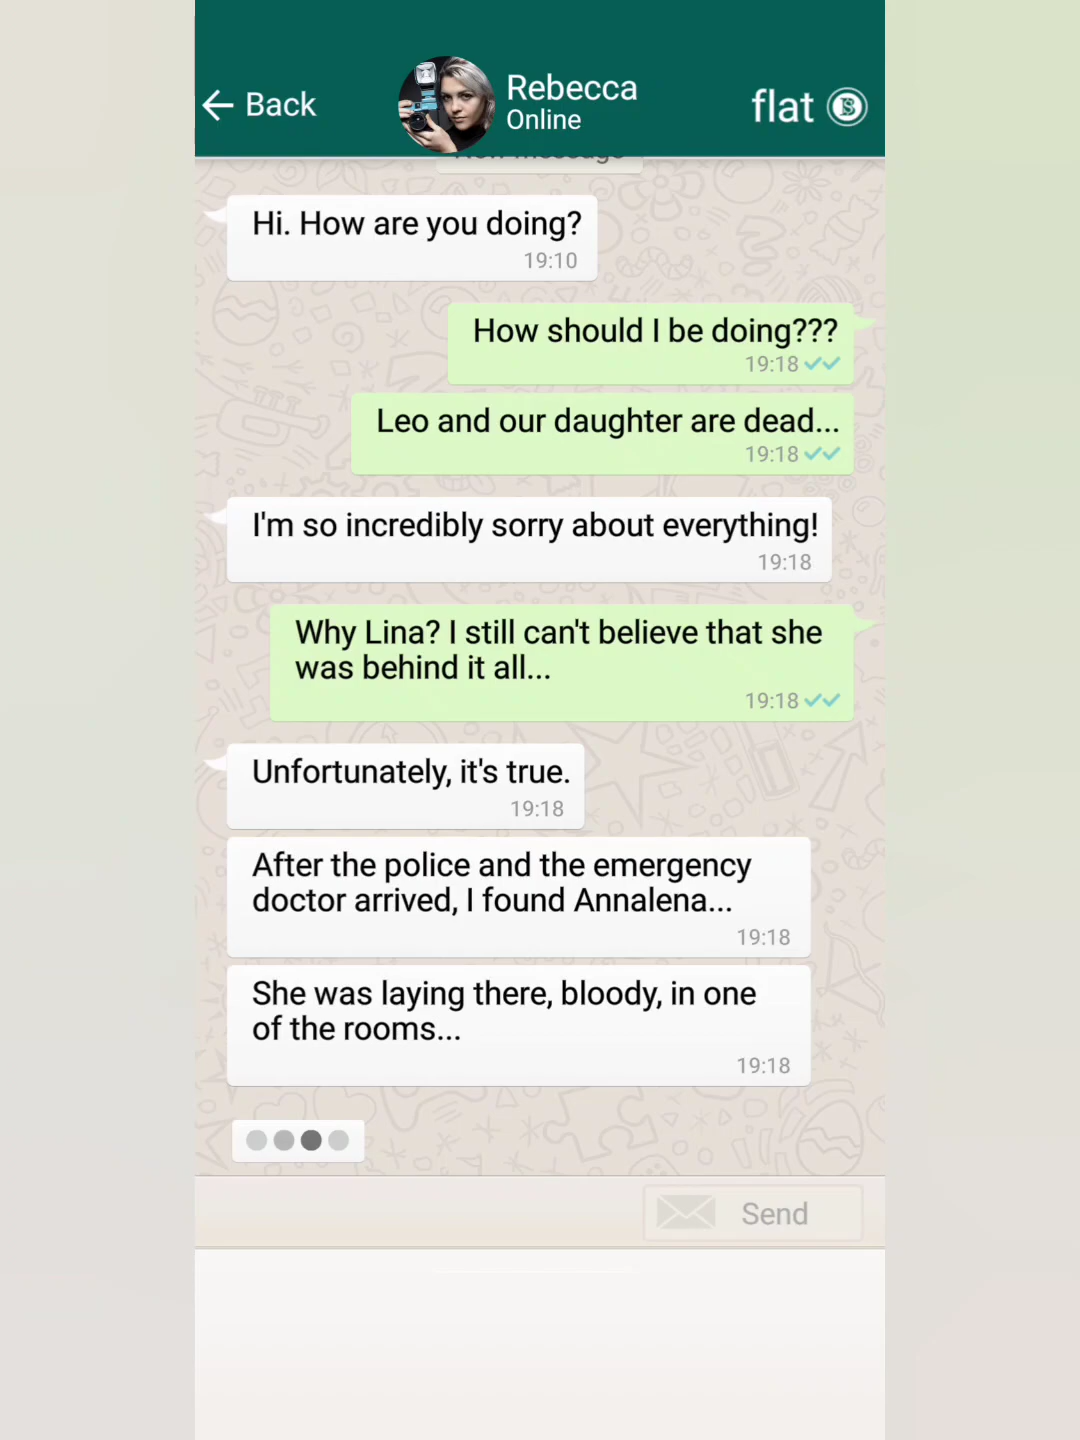 Back
Rebecca
Online
flat
New message
Hi. How are you doing?
19:10
How should I be doing???
19:18
Leo and our daughter are dead...
19:18
I'm so incredibly sorry about everything!
19:18
Why Lina? I still can't believe that she
was behind it all...
19:18
Unfortunately, it's true.
19:18
After the police and the emergency
doctor arrived, I found Annalena...
19:18
She was laying there, bloody, in one
of the rooms...
19:18
Send